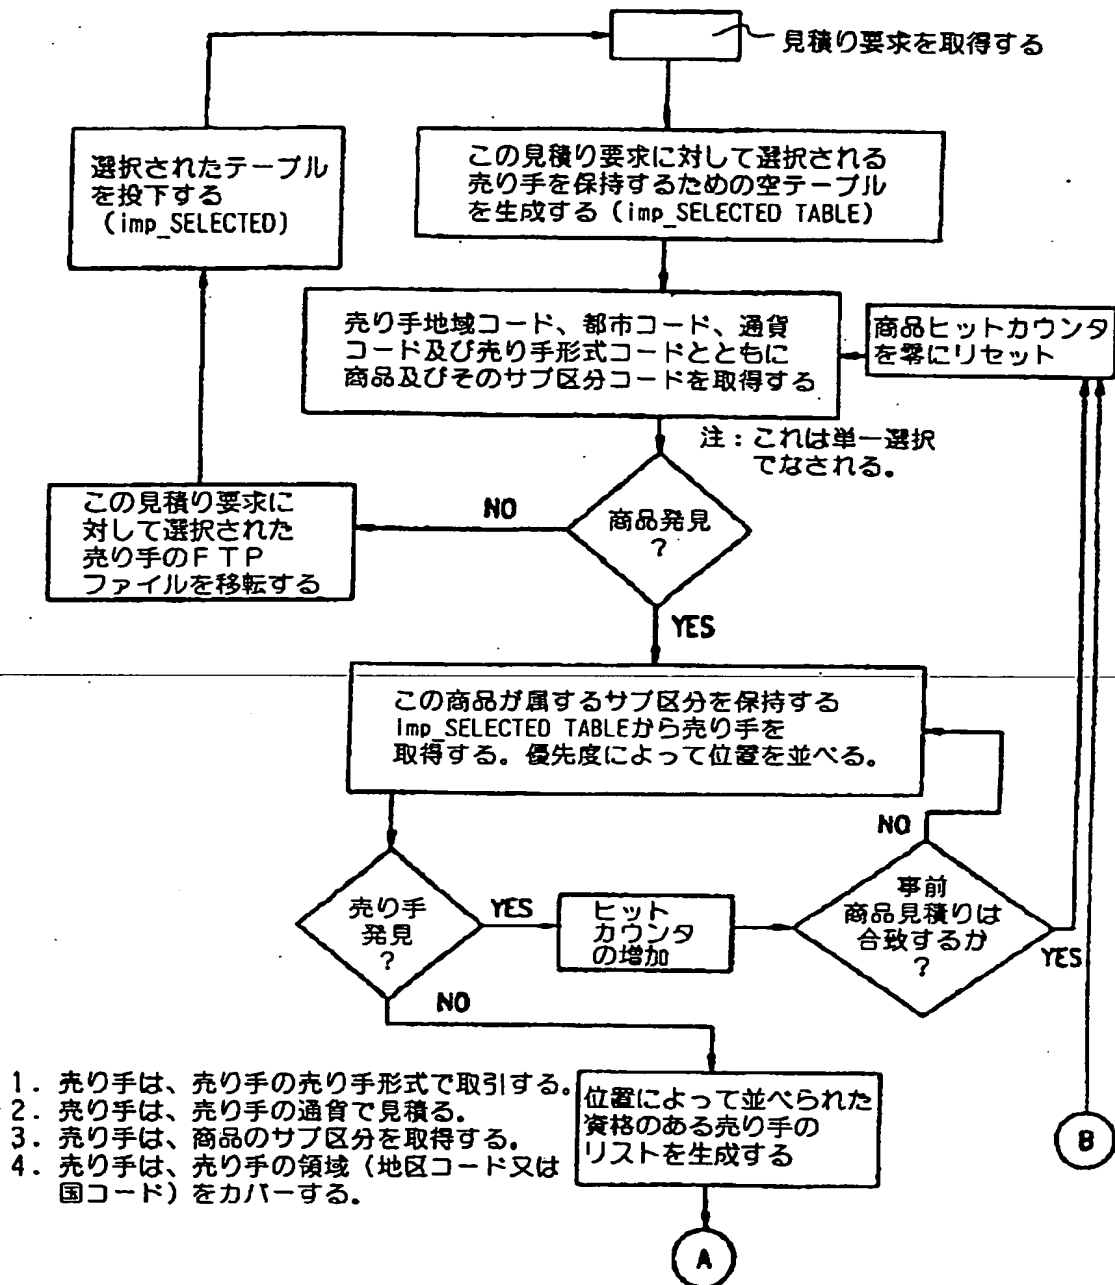 見積り要求を取得する
選択されたテーブル
を投下する
(imp_SELECTED)
この見積り要求に対して選択される
売り手を保持するための空テーブル
を生成する (imp_SELECTED TABLE)
売り手地域コード、都市コード、通貨
コード及び売り手形式コードとともに
商品及びそのサブ区分コードを取得する
商品ヒットカウンタ
を零にリセット
注：これは単一選択
でなされる。
この見積り要求に
対して選択された
売り手のＦＴＰ
ファイルを移転する
NO
商品発見
?
YES
この商品が属するサブ区分を保持する
imp_SELECTED TABLEから売り手を
取得する。優先度によって位置を並べる。
NO
売り手
発見
?
YES
ヒット
カウンタ
の増加
事前
商品見積りは
合致するか
?
YES
NO
1. 売り手は、売り手の売り手形式で取引する。
2. 売り手は、売り手の通貨で見積る。
3. 売り手は、商品のサブ区分を取得する。
4. 売り手は、売り手の領域（地区コード又は
国コード）をカバーする。
位置によって並べられた
資格のある売り手の
リストを生成する
B
A